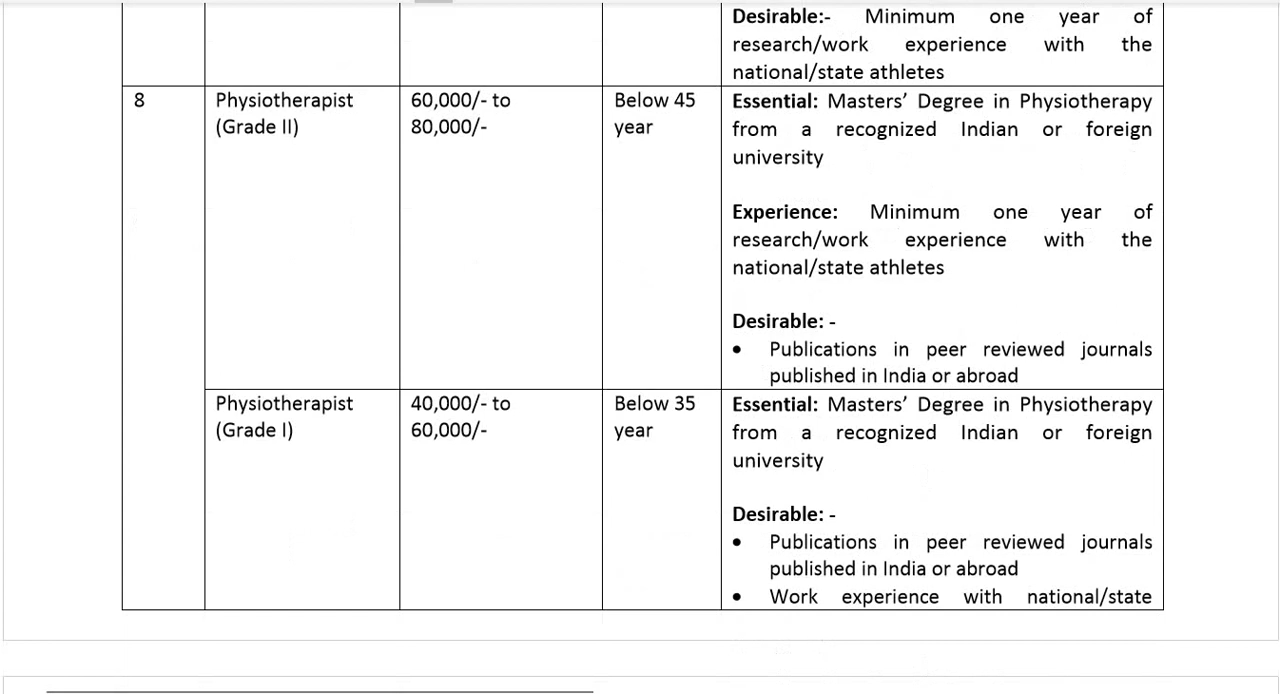 Desirable:- Minimum one year of
research/work experience with the
national/state athletes
8
Physiotherapist
(Grade II)
60,000/- to
80,000/-
Below 45
year
Essential: Masters’ Degree in Physiotherapy
from a recognized Indian or foreign
university
Experience: Minimum one year of
research/work experience with the
national/state athletes
Desirable: -
• Publications in peer reviewed journals
published in India or abroad
Physiotherapist
(Grade I)
40,000/- to
60,000/-
Below 35
year
Essential: Masters’ Degree in Physiotherapy
from a recognized Indian or foreign
university
Desirable: -
• Publications in peer reviewed journals
published in India or abroad
• Work experience with national/state